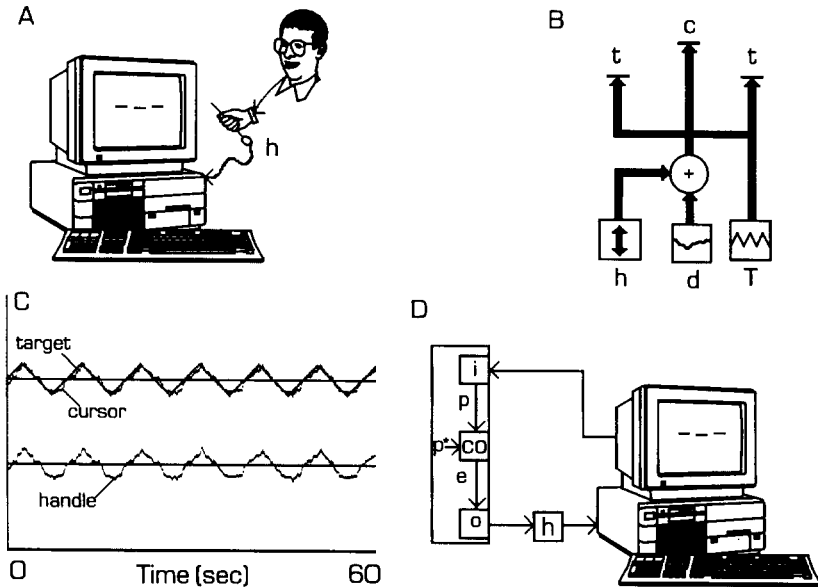 A
h
B
c
t t
+
h d T
C
target
cursor
handle
0 Time (sec) 60
D
i
p
p* co
e
o h